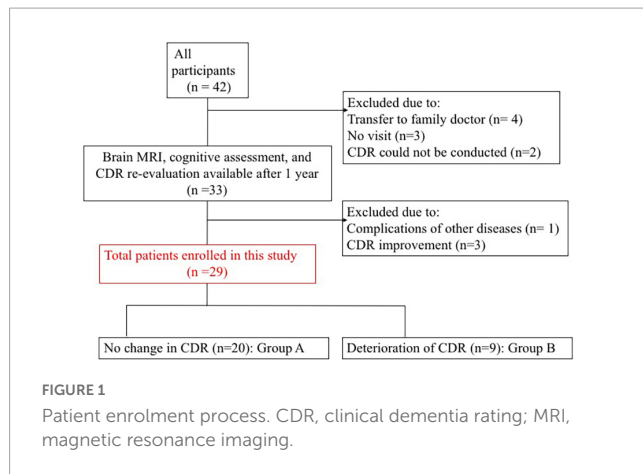 All
participants
(n = 42)
Excluded due to:
Transfer to family doctor (n= 4)
No visit (n=3)
CDR could not be conducted (n=2)
Brain MRI, cognitive assessment, and
CDR re-evaluation available after 1 year
(n =33)
Excluded due to:
Complications of other diseases (n= 1)
CDR improvement (n=3)
Total patients enrolled in this study
(n =29)
No change in CDR (n=20): Group A
Deterioration of CDR (n=9): Group B
FIGURE 1
Patient enrolment process. CDR, clinical dementia rating; MRI,
magnetic resonance imaging.